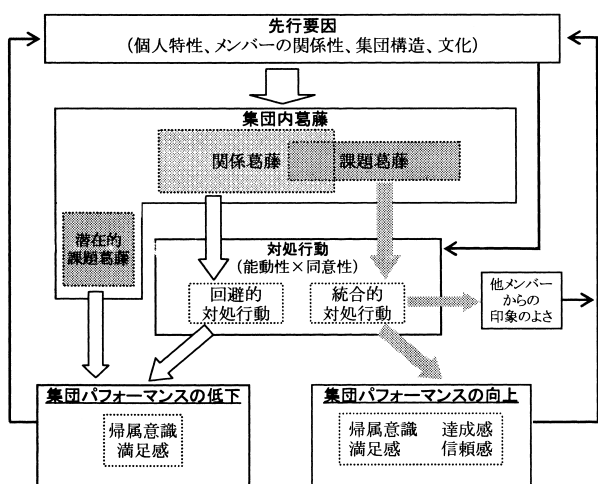 先行要因
(個人特性、メンバーの関係性、集団構造、文化)
集団内葛藤
関係葛藤
課題葛藤
潜在的
課題葛藤
対処行動
(能動性×同意性)
回避的
対処行動
統合的
対処行動
他メンバー
からの
印象のよさ
集団パフォーマンスの低下
帰属意識
満足感
集団パフォーマンスの向上
帰属意識 達成感
満足感 信頼感